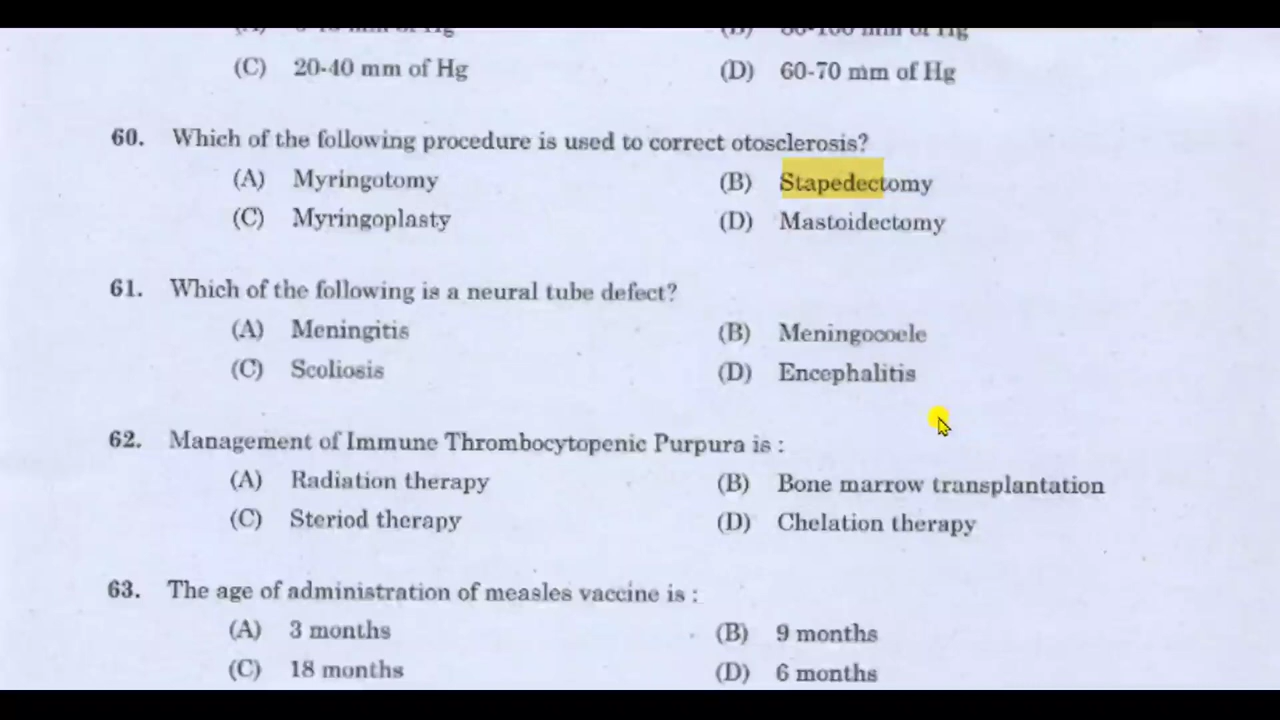 (C) 20-40 mm of Hg (D) 60-70 mm of Hg
60. Which of the following procedure is used to correct otosclerosis?
(A) Myringotomy (B) Stapedectomy
(C) Myringoplasty (D) Mastoidectomy
61. Which of the following is a neural tube defect?
(A) Meningitis (B) Meningocoele
(C) Scoliosis (D) Encephalitis
62. Management of Immune Thrombocytopenic Purpura is :
(A) Radiation therapy (B) Bone marrow transplantation
(C) Steriod therapy (D) Chelation therapy
63. The age of administration of measles vaccine is :
(A) 3 months (B) 9 months
(C) 18 months (D) 6 months